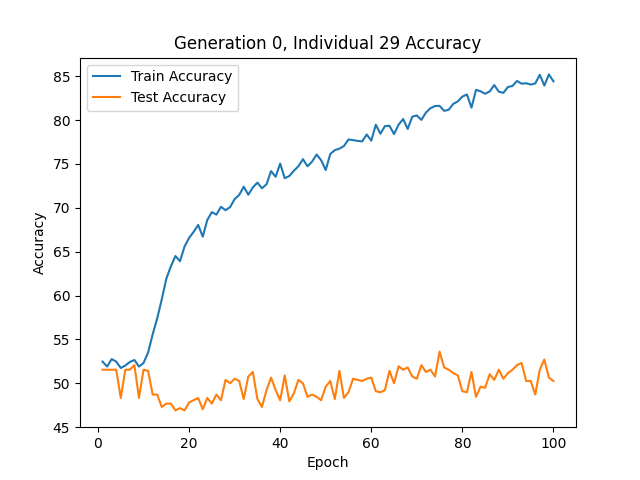 Generation 0, Individual 29 Accuracy
Train Accuracy
Test Accuracy
85
80
75
70
65
60
55
50
45
Accuracy
0 20 40 60 80 100
Epoch